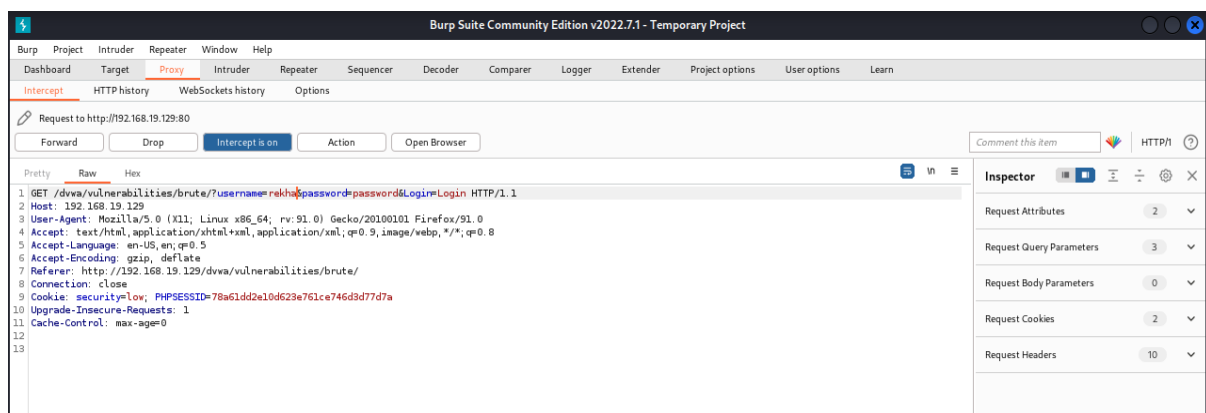 Burp Suite Community Edition v2022.7.1 - Temporary Project
Burp Project Intruder Repeater Window Help
Dashboard Target Proxy Intruder Repeater Sequencer Decoder Comparer Logger Extender Project options User options Learn
Intercept HTTP history WebSockets history Options
Request to http://192.168.19.129:80
Forward Drop Intercept is on Action Open Browser Comment this item HTTP/1 ?
Pretty Raw Hex \n Inspector
1 GET /dvwa/vulnerabilities/brute/?username=rekha&password=password&Login=Login HTTP/1.1
2 Host: 192.168.19.129
3 User-Agent: Mozilla/5.0 (X11; Linux x86_64; rv:91.0) Gecko/20100101 Firefox/91.0
4 Accept: text/html,application/xhtml+xml,application/xml;q=0.9,image/webp,*/*;q=0.8
5 Accept-Language: en-US,en;q=0.5
6 Accept-Encoding: gzip, deflate
7 Referer: http://192.168.19.129/dvwa/vulnerabilities/brute/
8 Connection: close
9 Cookie: security=low; PHPSESSID=78a61dd2e10d623e761ce746d3d77d7a
10 Upgrade-Insecure-Requests: 1
11 Cache-Control: max-age=0
12
13
Request Attributes 2
Request Query Parameters 3
Request Body Parameters 0
Request Cookies 2
Request Headers 10